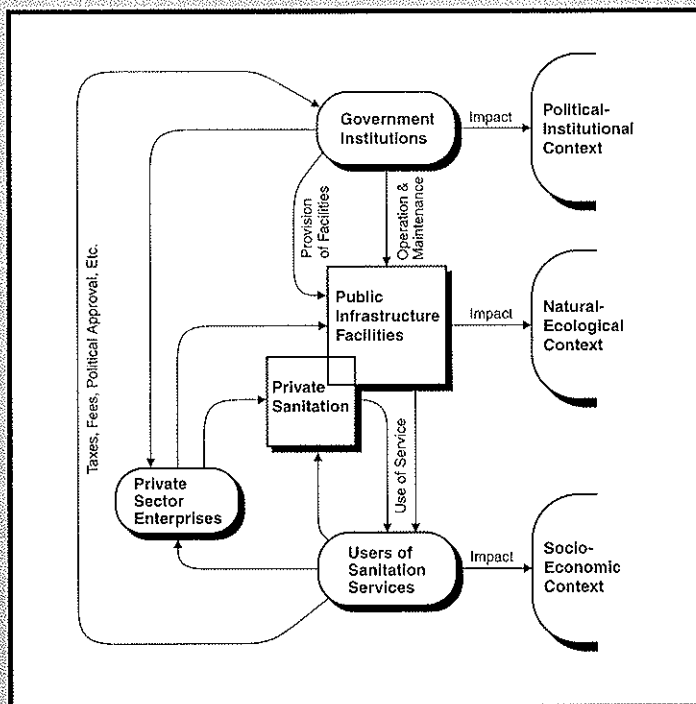 Government
Institutions
Impact
Political-
Institutional
Context
Provision
of Facilities
Operation &
Maintenance
Taxes, Fees, Political Approval, Etc.
Public
Infrastructure
Facilities
Impact
Natural-
Ecological
Context
Private
Sanitation
Use of Service
Private
Sector
Enterprises
Users of
Sanitation
Services
Impact
Socio-
Economic
Context